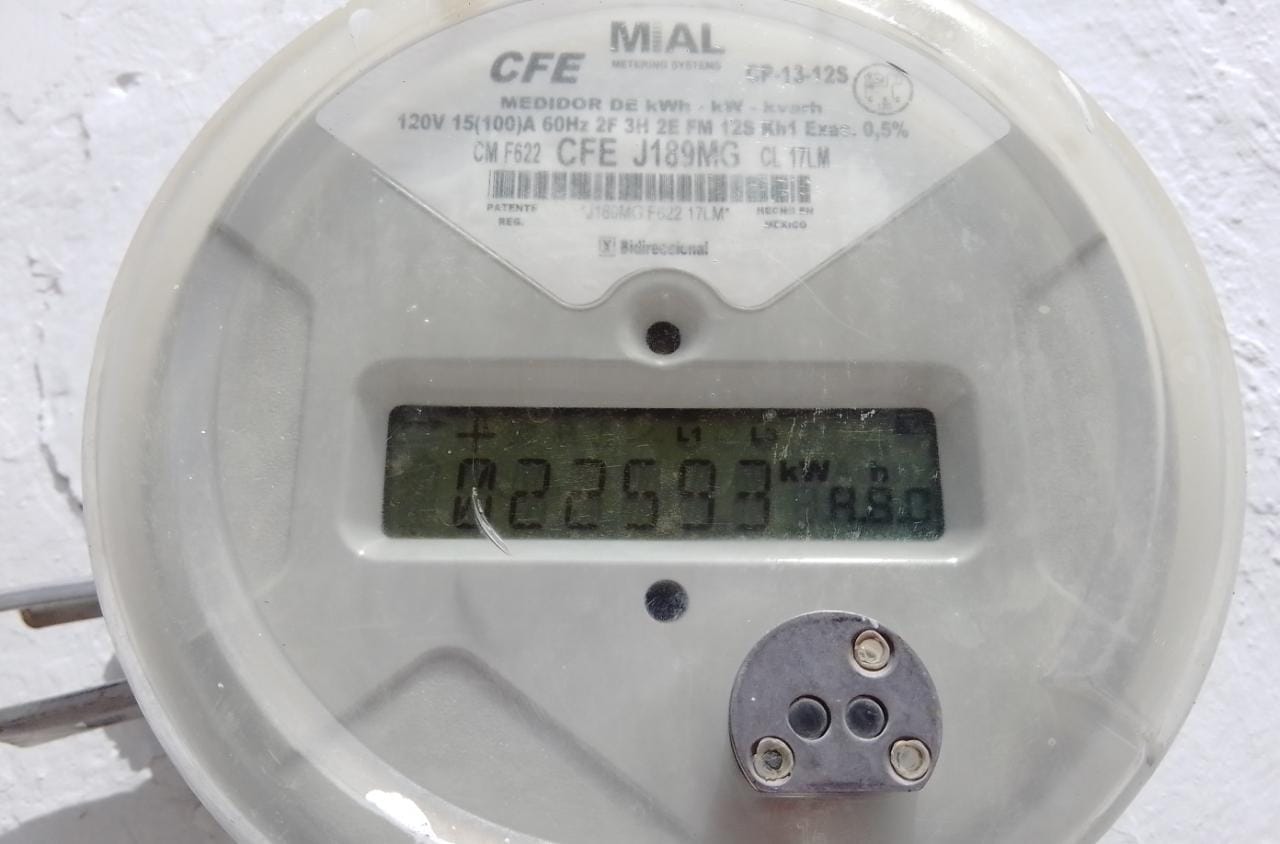 MIAL
METERING SYSTEMS
CFE
EP-13-12S
MEDIDOR DE kWh - kW - kvarh
120V 15(100)A 60Hz 2F 3H 2E FM 12S Kh1 Exac. 0,5%
CM F622 CFE J189MG CL 17LM
PATENTE REG.
*J189MG F622 17LM*
HECHO EN MEXICO
Bidireccional
L1 L3
022593 kW h